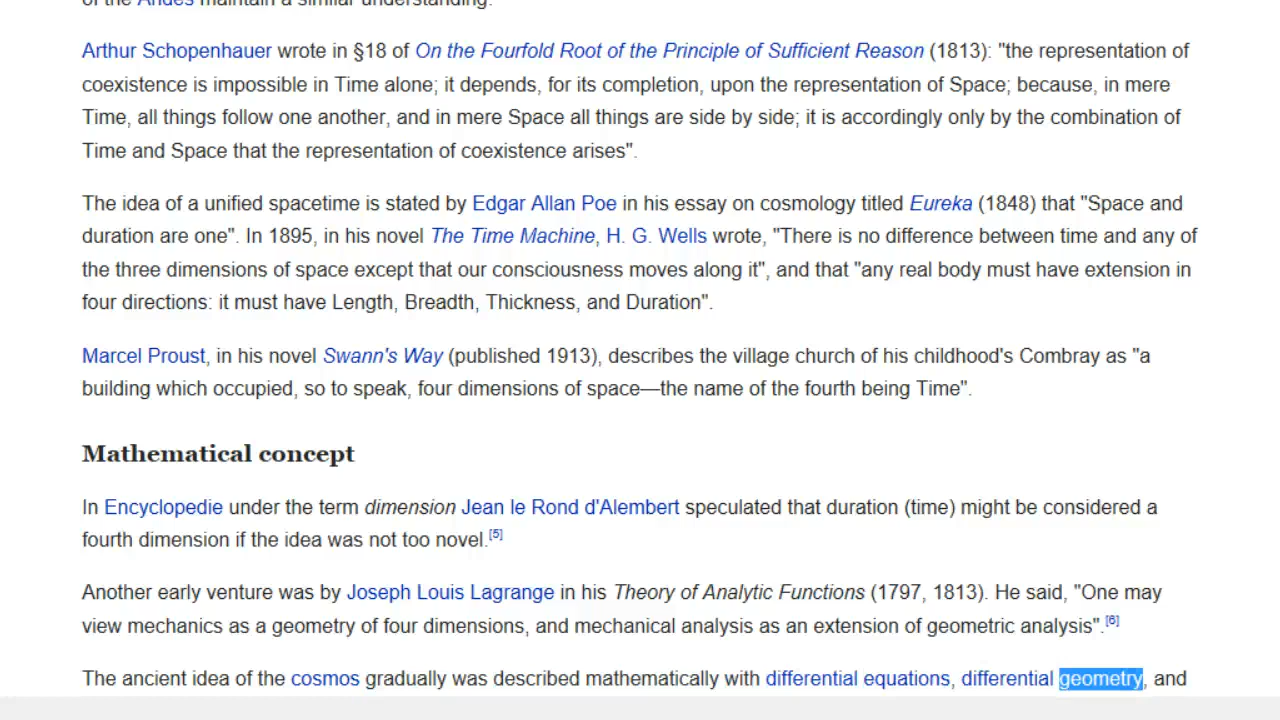 of the Andes maintain a similar understanding.
Arthur Schopenhauer wrote in §18 of On the Fourfold Root of the Principle of Sufficient Reason (1813): "the representation of
coexistence is impossible in Time alone; it depends, for its completion, upon the representation of Space; because, in mere
Time, all things follow one another, and in mere Space all things are side by side; it is accordingly only by the combination of
Time and Space that the representation of coexistence arises".
The idea of a unified spacetime is stated by Edgar Allan Poe in his essay on cosmology titled Eureka (1848) that "Space and
duration are one". In 1895, in his novel The Time Machine, H. G. Wells wrote, "There is no difference between time and any of
the three dimensions of space except that our consciousness moves along it", and that "any real body must have extension in
four directions: it must have Length, Breadth, Thickness, and Duration".
Marcel Proust, in his novel Swann's Way (published 1913), describes the village church of his childhood's Combray as "a
building which occupied, so to speak, four dimensions of space—the name of the fourth being Time".
Mathematical concept
In Encyclopedie under the term dimension Jean le Rond d'Alembert speculated that duration (time) might be considered a
fourth dimension if the idea was not too novel.[5]
Another early venture was by Joseph Louis Lagrange in his Theory of Analytic Functions (1797, 1813). He said, "One may
view mechanics as a geometry of four dimensions, and mechanical analysis as an extension of geometric analysis".[6]
The ancient idea of the cosmos gradually was described mathematically with differential equations, differential geometry, and